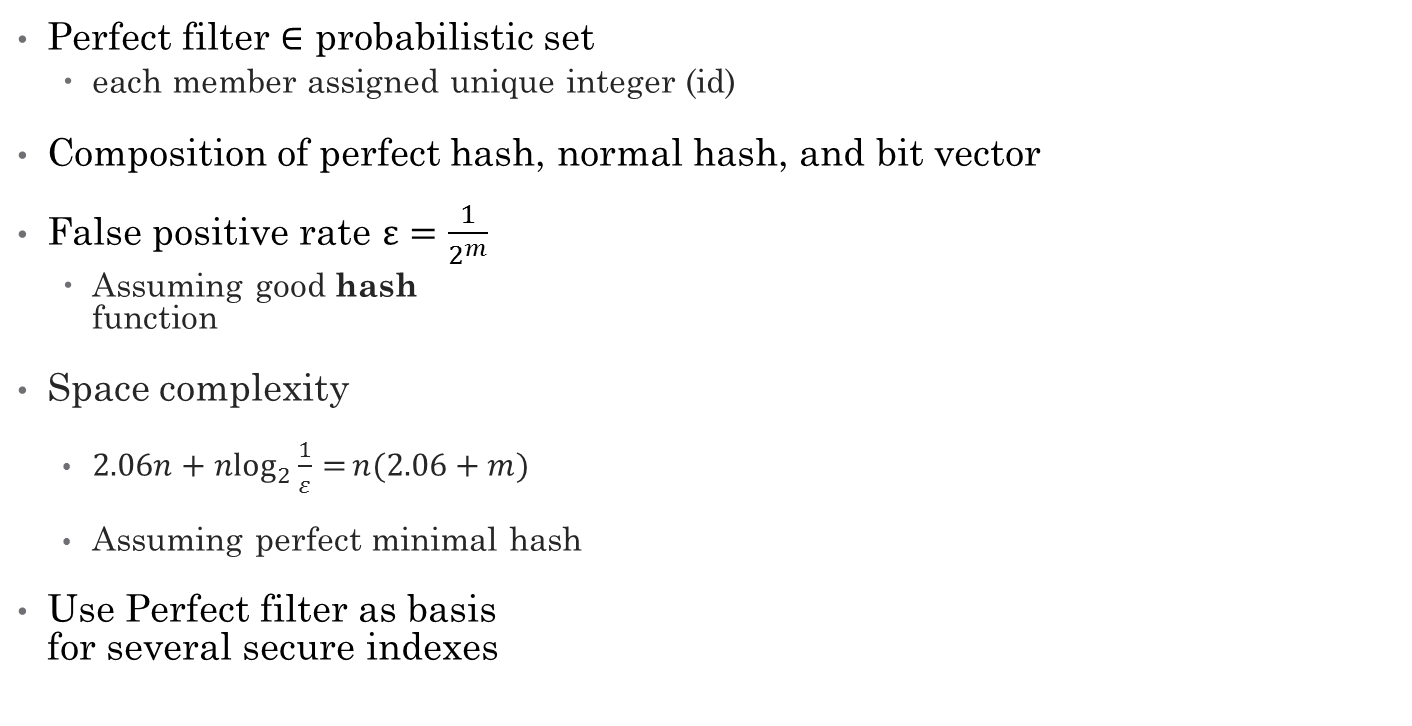 • Perfect filter ∈ probabilistic set
• each member assigned unique integer (id)
• Composition of perfect hash, normal hash, and bit vector
• False positive rate ε = 1/2^m
• Assuming good hash
function
• Space complexity
• 2.06n + nlog₂ 1/ε = n(2.06 + m)
• Assuming perfect minimal hash
• Use Perfect filter as basis
for several secure indexes